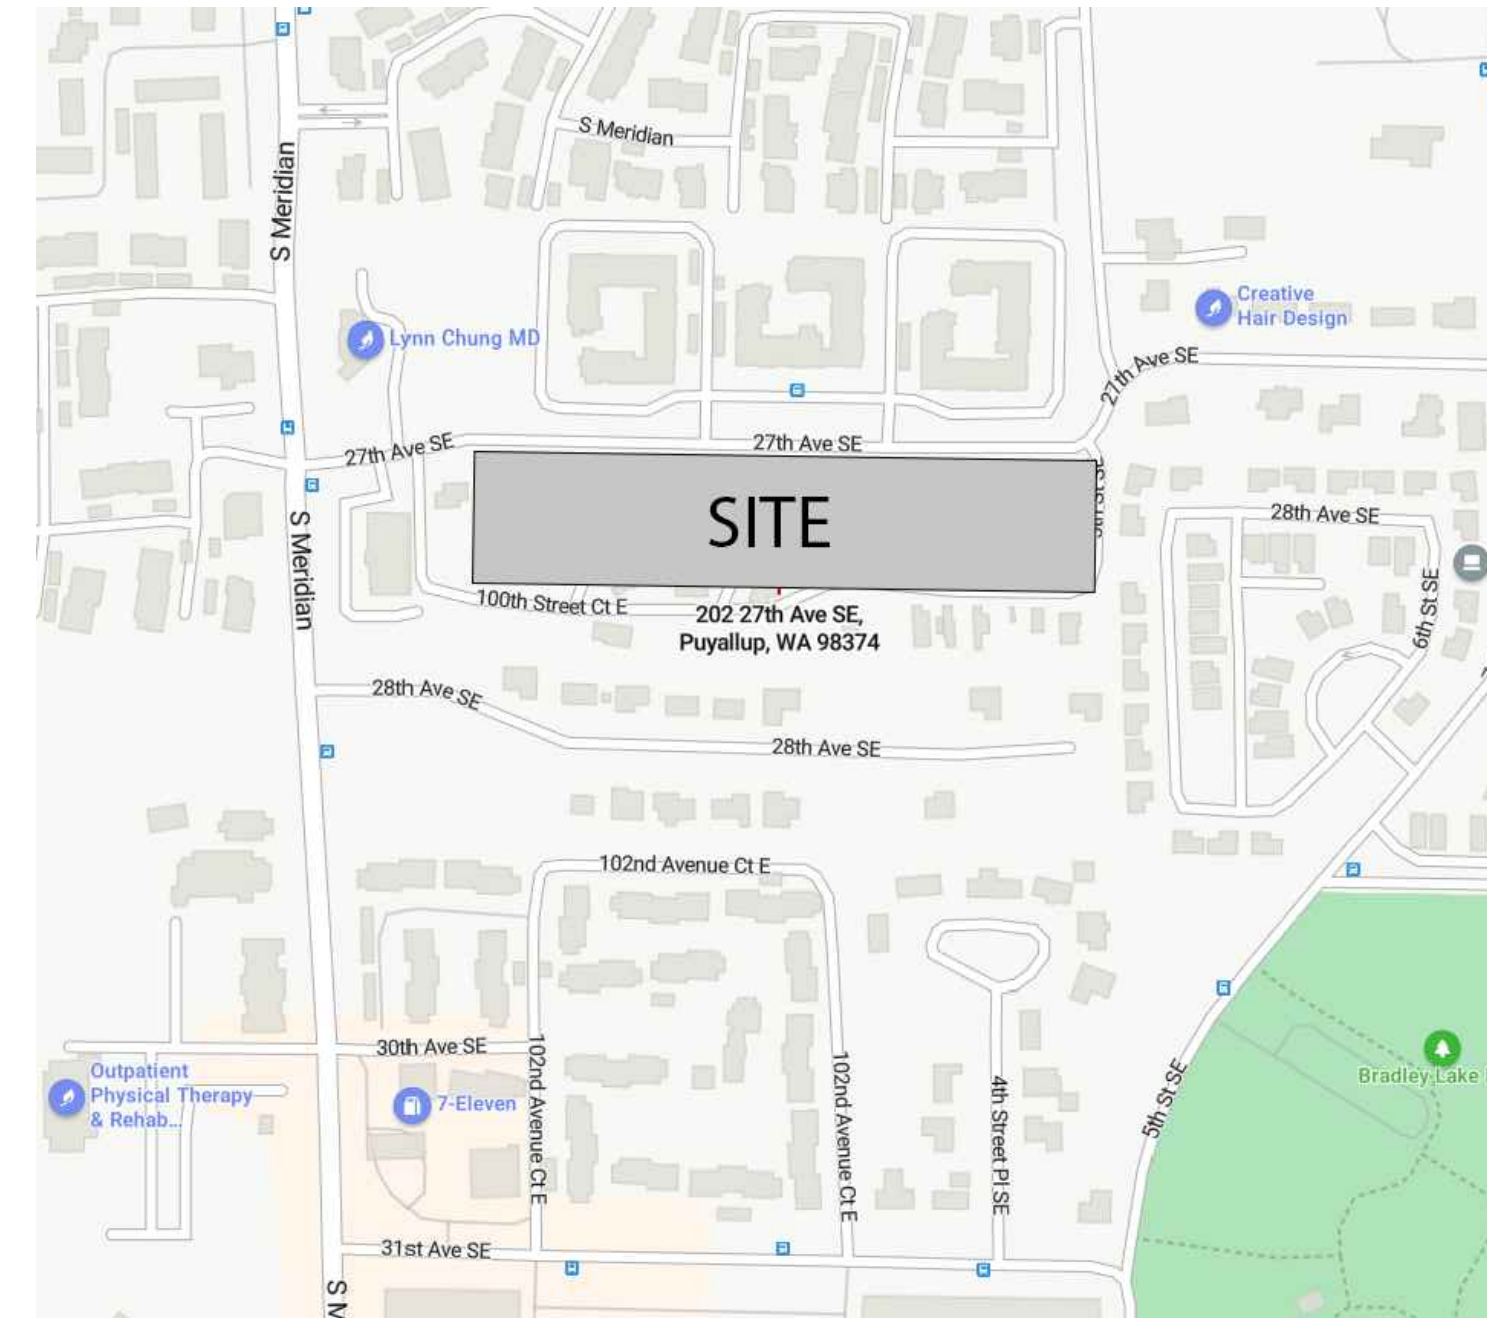 S Meridian
S Meridian
Creative
Hair Design
Lynn Chung MD
27th Ave SE
27th Ave SE
27th Ave SE
SITE
28th Ave SE
S Meridian
100th Street Ct E
202 27th Ave SE,
Puyallup, WA 98374
6th St SE
28th Ave SE
28th Ave SE
102nd Avenue Ct E
30th Ave SE
Outpatient
Physical Therapy
& Rehab...
7-Eleven
102nd Avenue Ct E
102nd Avenue Ct E
4th Street Pl SE
5th St SE
Bradley Lake
31st Ave SE
S M